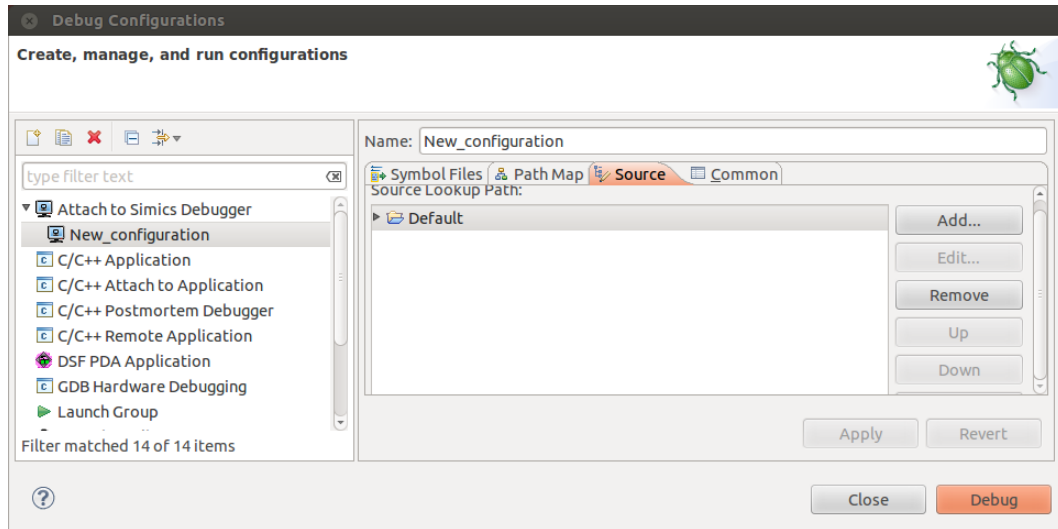 Debug Configurations
Create, manage, and run configurations
Name: New_configuration
type filter text
Symbol Files Path Map Source Common
Source Lookup Path:
Attach to Simics Debugger
New_configuration
C/C++ Application
C/C++ Attach to Application
C/C++ Postmortem Debugger
C/C++ Remote Application
DSF PDA Application
GDB Hardware Debugging
Launch Group
Filter matched 14 of 14 items
Default
Add...
Edit...
Remove
Up
Down
Apply Revert
? Close Debug